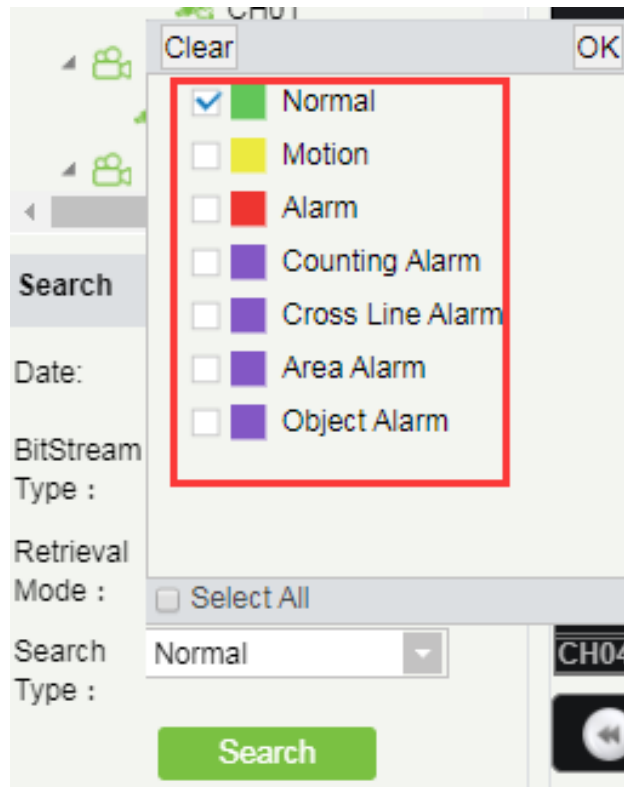 CH01
Clear OK
Normal
Motion
Alarm
Counting Alarm
Cross Line Alarm
Area Alarm
Object Alarm
Search
Date:
BitStream
Type :
Retrieval
Mode :
Select All
Search
Type :
Normal
CH04
Search